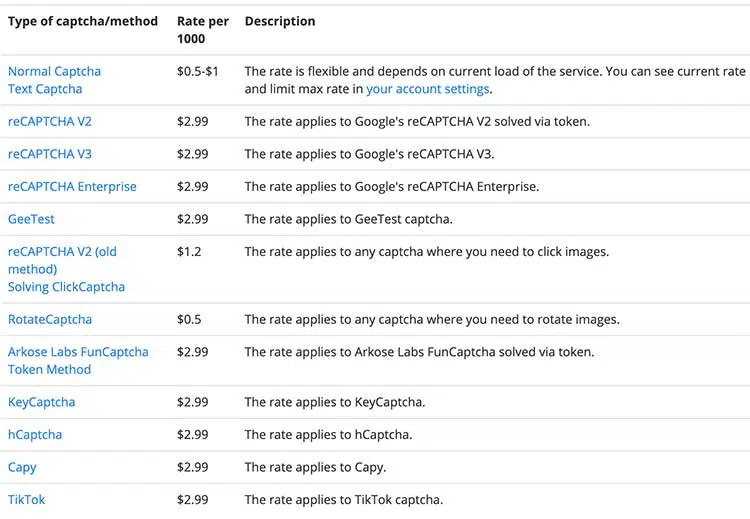 Type of captcha/method Rate per 1000 Description
Normal Captcha
Text Captcha $0.5-$1 The rate is flexible and depends on current load of the service. You can see current rate
and limit max rate in your account settings.
reCAPTCHA V2 $2.99 The rate applies to Google's reCAPTCHA V2 solved via token.
reCAPTCHA V3 $2.99 The rate applies to Google's reCAPTCHA V3.
reCAPTCHA Enterprise $2.99 The rate applies to Google's reCAPTCHA Enterprise.
GeeTest $2.99 The rate applies to GeeTest captcha.
reCAPTCHA V2 (old
method)
Solving ClickCaptcha $1.2 The rate applies to any captcha where you need to click images.
RotateCaptcha $0.5 The rate applies to any captcha where you need to rotate images.
Arkose Labs FunCaptcha
Token Method $2.99 The rate applies to Arkose Labs FunCaptcha solved via token.
KeyCaptcha $2.99 The rate applies to KeyCaptcha.
hCaptcha $2.99 The rate applies to hCaptcha.
Capy $2.99 The rate applies to Capy.
TikTok $2.99 The rate applies to TikTok captcha.